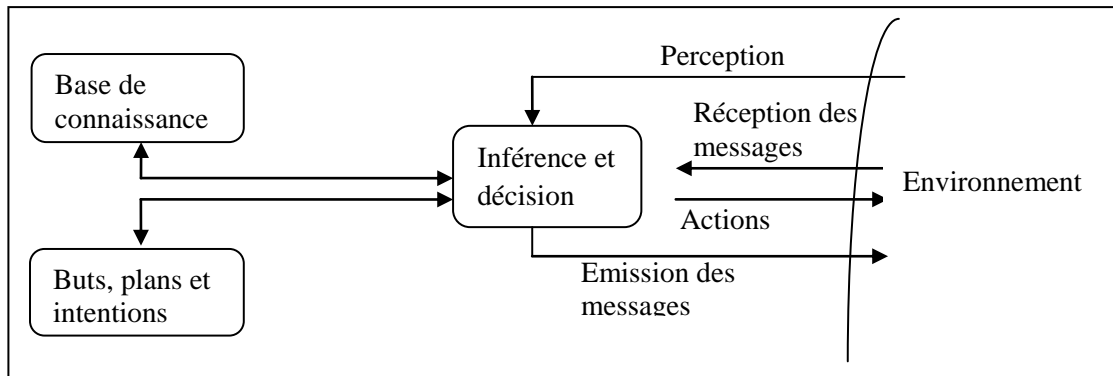 Perception
Base de
connaissance
Réception des
messages
Inférence et
décision
Environnement
Actions
Buts, plans et
intentions
Emission des
messages